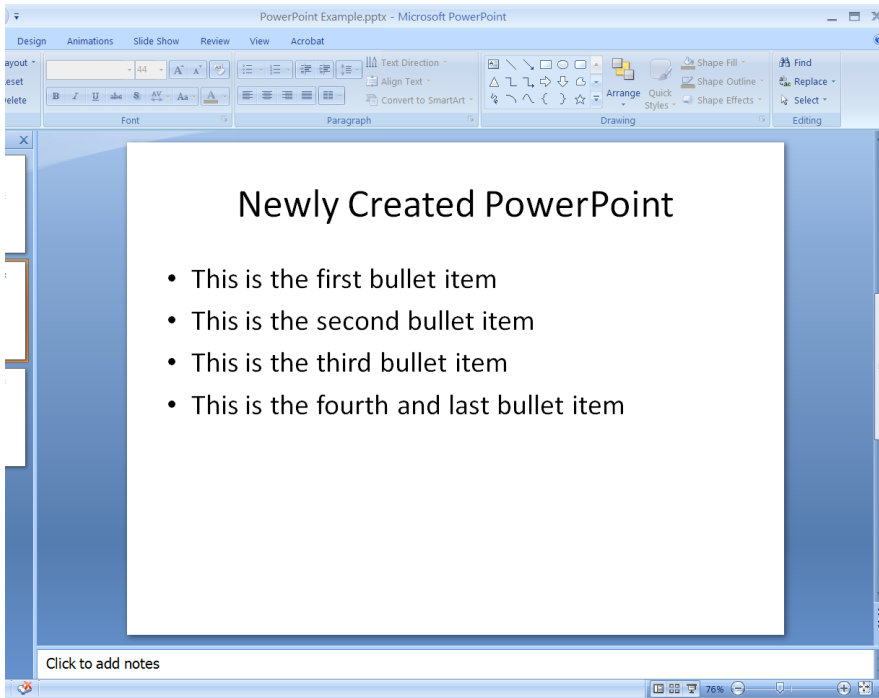 PowerPoint Example.pptx - Microsoft PowerPoint
Design Animations Slide Show Review View Acrobat
ayout
eset
elete
44
Text Direction
Align Text
Convert to SmartArt
Arrange
Quick Styles
Shape Fill
Shape Outline
Shape Effects
Find
Replace
Select
B I U abc S AV Aa A
Font Paragraph Drawing Editing
Newly Created PowerPoint
• This is the first bullet item
• This is the second bullet item
• This is the third bullet item
• This is the fourth and last bullet item
Click to add notes
76%